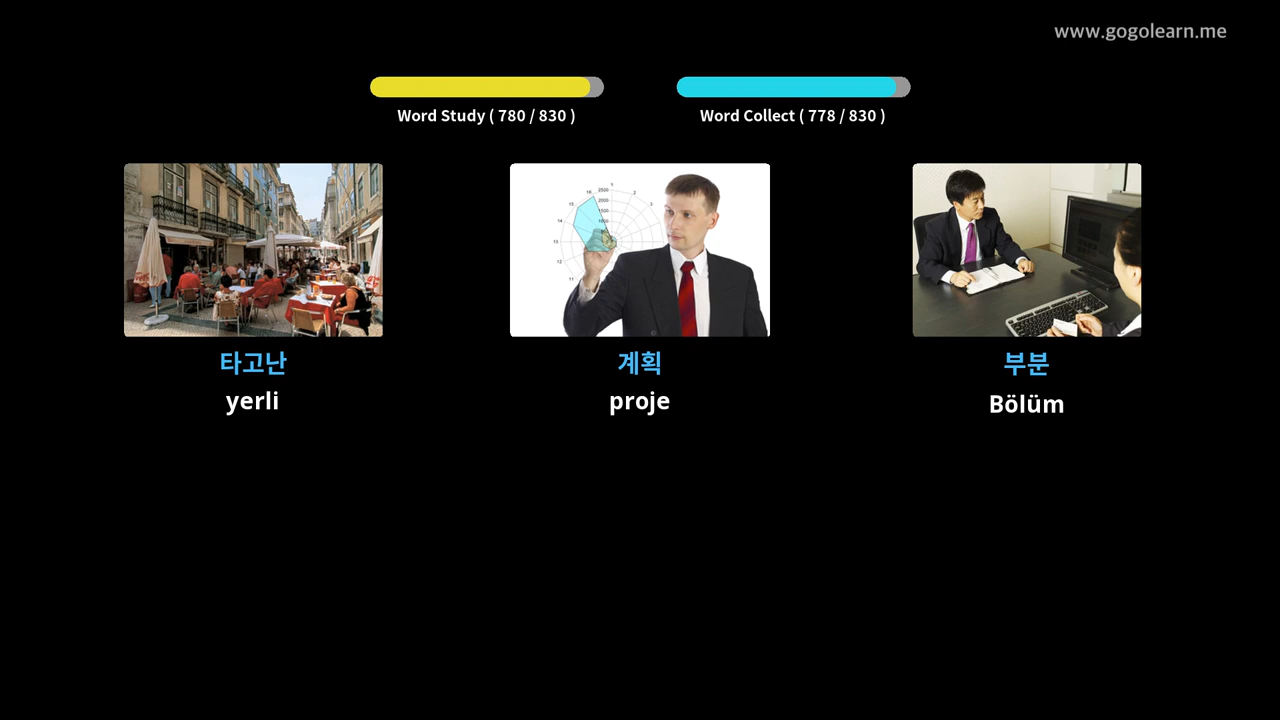 www.gogolearn.me
Word Study ( 780 / 830 )
Word Collect ( 778 / 830 )
타고난
yerli
계획
proje
부분
Bölüm